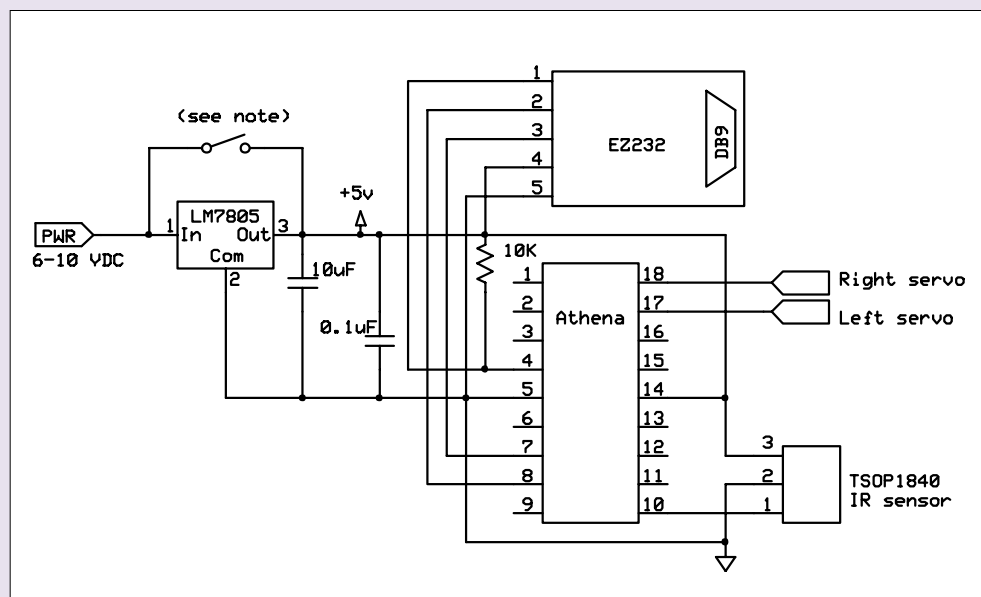 (see note)
PWR
6-10 VDC
1
LM7805
In
Out
3
Com
2
+5v
10uF
0.1uF
10K
1
2
3
4
5
EZ232
DB9
Athena
1
2
3
4
5
6
7
8
9
18
17
16
15
14
13
12
11
10
Right servo
Left servo
3
2
1
TSOP1840
IR sensor